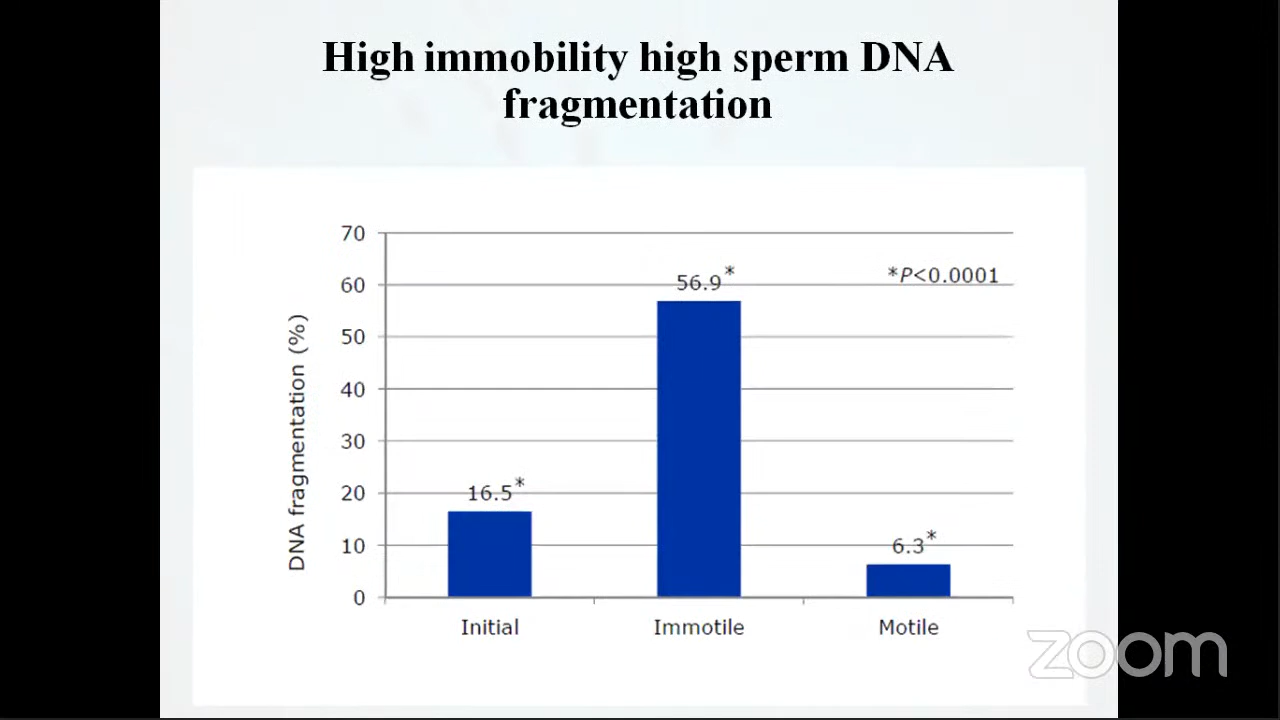 High immobility high sperm DNA
fragmentation
DNA fragmentation (%)
70
60
50
40
30
20
10
0
16.5*
56.9*
6.3*
*P<0.0001
Initial
Immotile
Motile
zoom